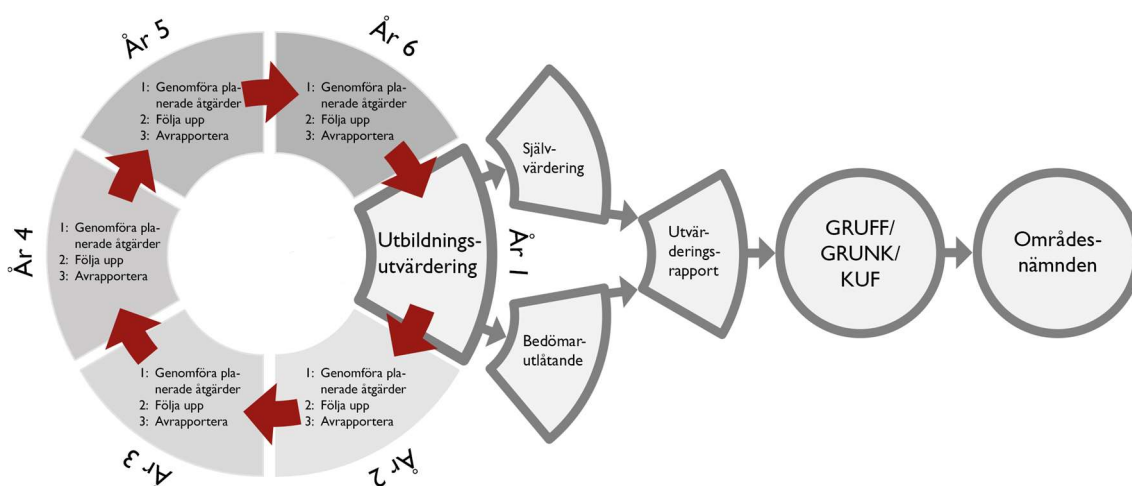 År 5
1: Genomföra pla-
nerade åtgärder
2: Följa upp
3: Avrapportera
År 6
1: Genomföra pla-
nerade åtgärder
2: Följa upp
3: Avrapportera
År 4
1: Genomföra pla-
nerade åtgärder
2: Följa upp
3: Avrapportera
Utbildnings-
utvärdering
År 1
År 3
1: Genomföra pla-
nerade åtgärder
2: Följa upp
3: Avrapportera
År 2
1: Genomföra pla-
nerade åtgärder
2: Följa upp
3: Avrapportera
Själv-
värdering
Bedömar-
utlåtande
Utvär-
derings-
rapport
GRUFF/
GRUNK/
KUF
Områdes-
nämnden